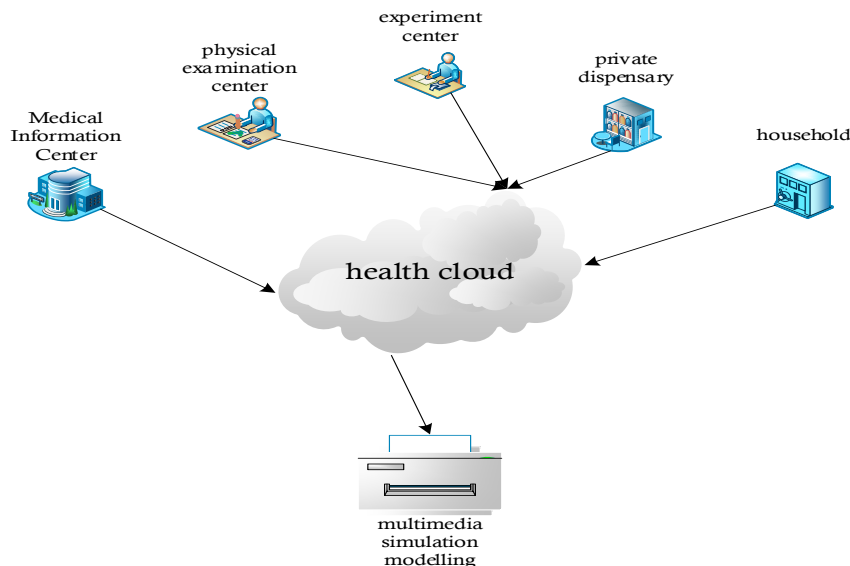 experiment
center
physical
examination
center
private
dispensary
Medical
Information
Center
household
health cloud
multimedia
simulation
modelling